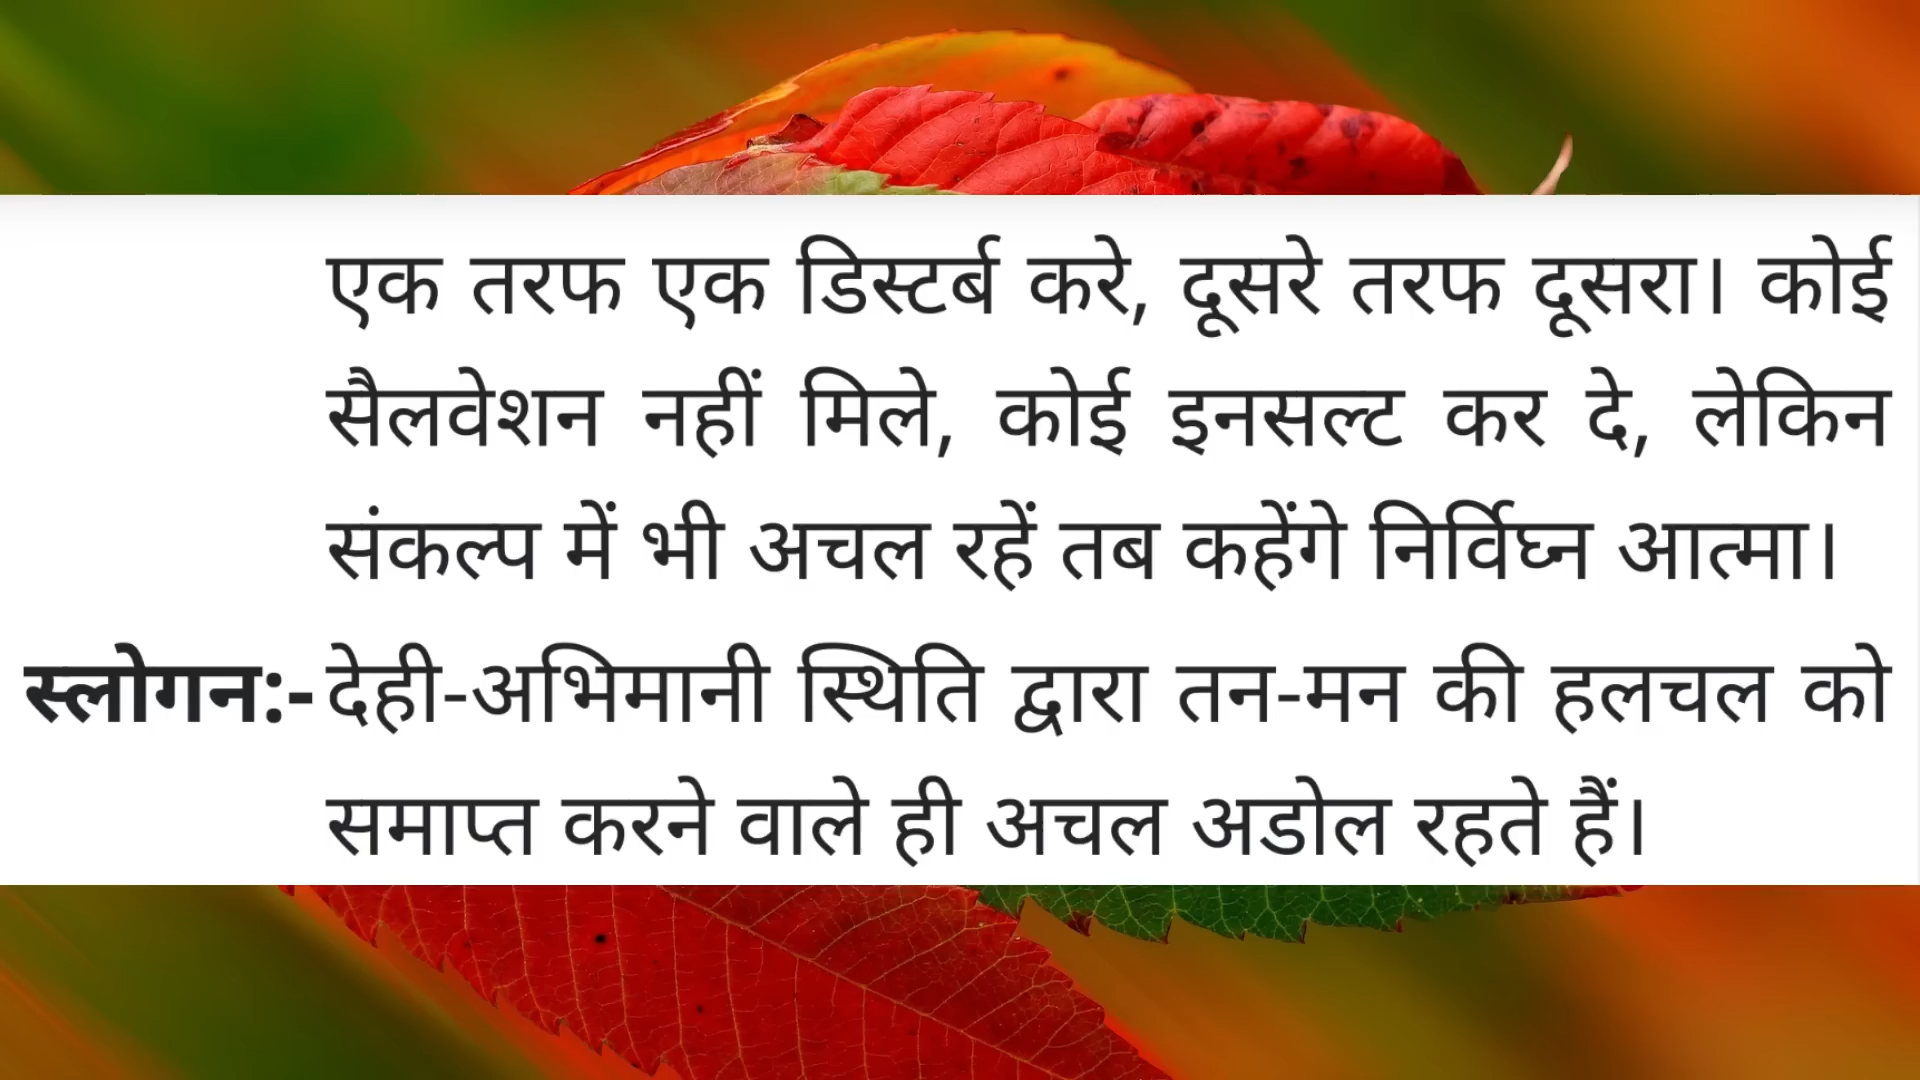 एक तरफ एक डिस्टर्ब करे, दूसरे तरफ दूसरा। कोई
सैलवेशन नहीं मिले, कोई इनसल्ट कर दे, लेकिन
संकल्प में भी अचल रहें तब कहेंगे निर्विघ्न आत्मा।
स्लोगन:- देही-अभिमानी स्थिति द्वारा तन-मन की हलचल को
समाप्त करने वाले ही अचल अडोल रहते हैं।